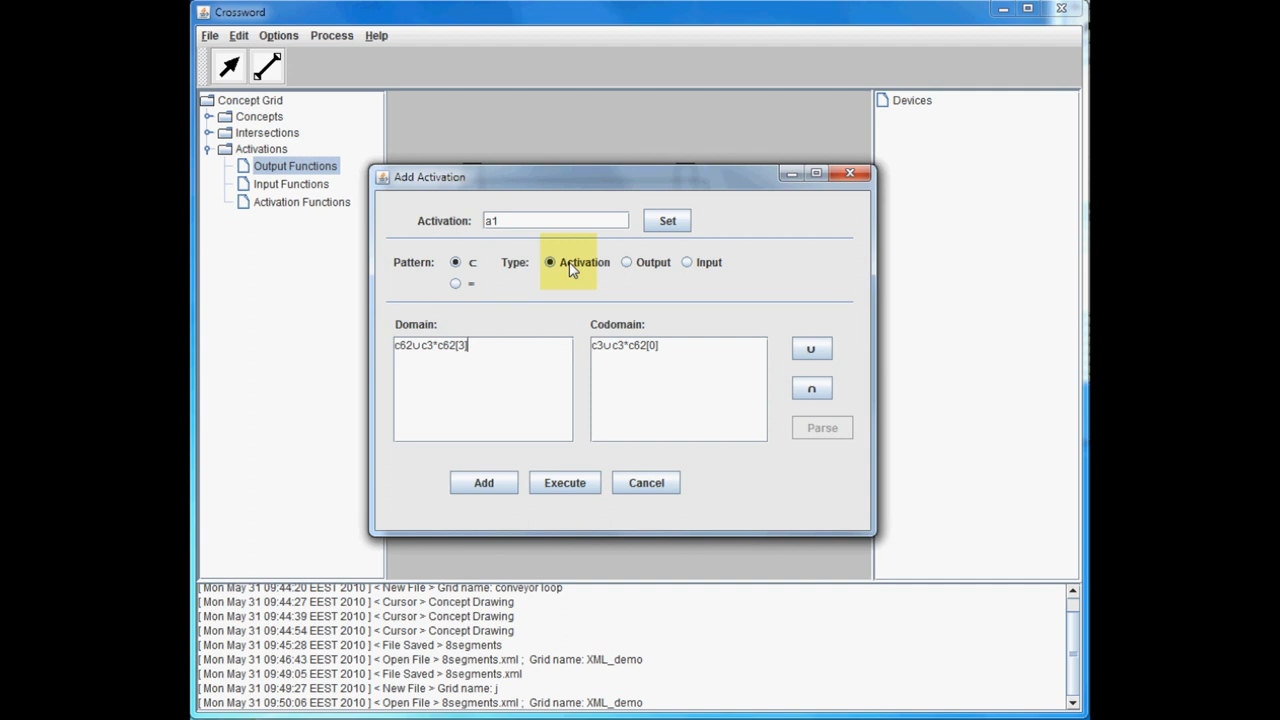 Crossword
File Edit Options Process Help
Concept Grid
Concepts
Intersections
Activations
Output Functions
Input Functions
Activation Functions
Devices
Add Activation
Activation: a1 Set
Pattern: ⊂ Type: Activation Output Input
=
Domain: Codomain:
c62∪c3*c62[3] c3∪c3*c62[0]
∪
∩
Parse
Add Execute Cancel
[ Mon May 31 09:44:20 EEST 2010 ] < New File > Grid name: conveyor loop
[ Mon May 31 09:44:27 EEST 2010 ] < Cursor > Concept Drawing
[ Mon May 31 09:44:39 EEST 2010 ] < Cursor > Concept Drawing
[ Mon May 31 09:44:54 EEST 2010 ] < Cursor > Concept Drawing
[ Mon May 31 09:45:28 EEST 2010 ] < File Saved > 8segments
[ Mon May 31 09:46:43 EEST 2010 ] < Open File > 8segments.xml ; Grid name: XML_demo
[ Mon May 31 09:49:05 EEST 2010 ] < File Saved > 8segments.xml
[ Mon May 31 09:49:27 EEST 2010 ] < New File > Grid name: j
[ Mon May 31 09:50:06 EEST 2010 ] < Open File > 8segments.xml ; Grid name: XML_demo